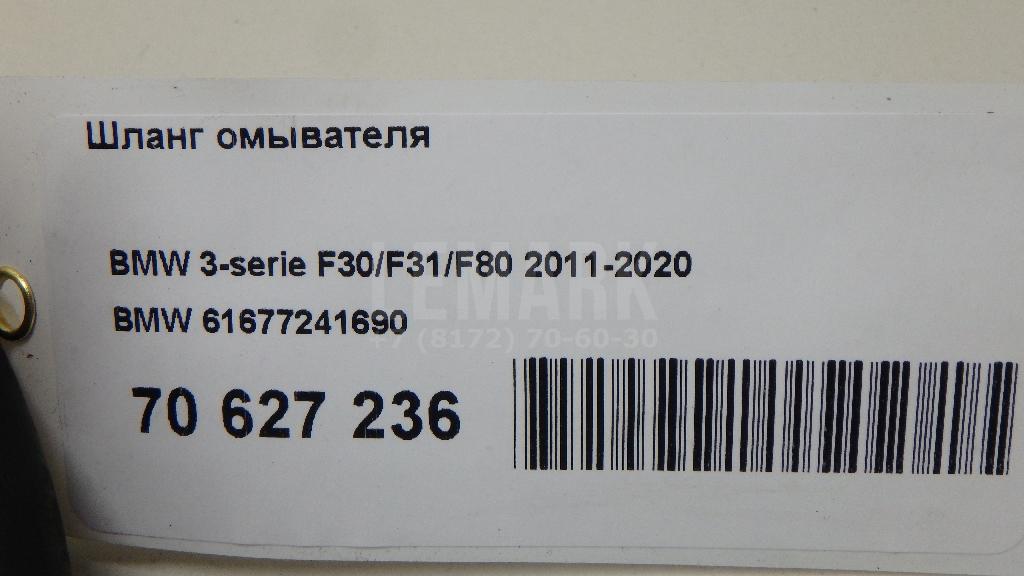 Шланг омывателя
BMW 3-serie F30/F31/F80 2011-2020
LEMARK
BMW 61677241690
+7 (8172) 70-60-30
70 627 236